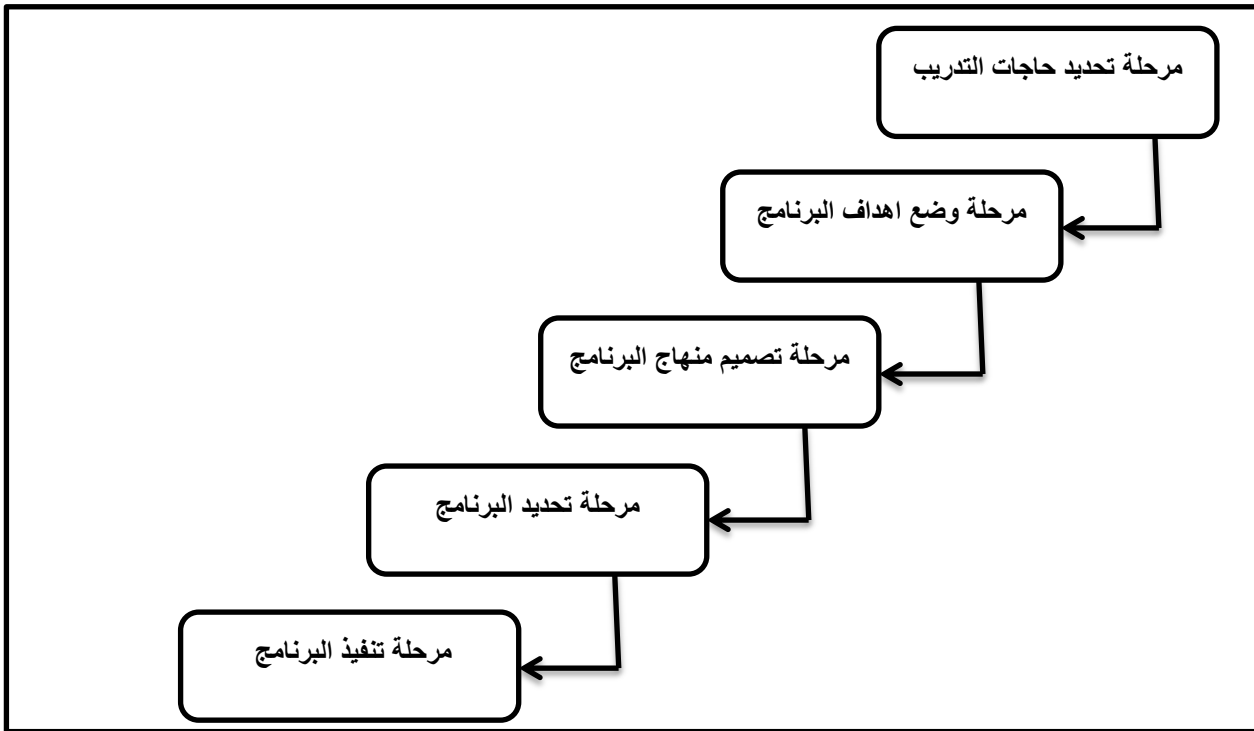 مرحلة تحديد حاجات التدريب
مرحلة وضع اهداف البرنامج
مرحلة تصميم منهاج البرنامج
مرحلة تحديد البرنامج
مرحلة تنفيذ البرنامج